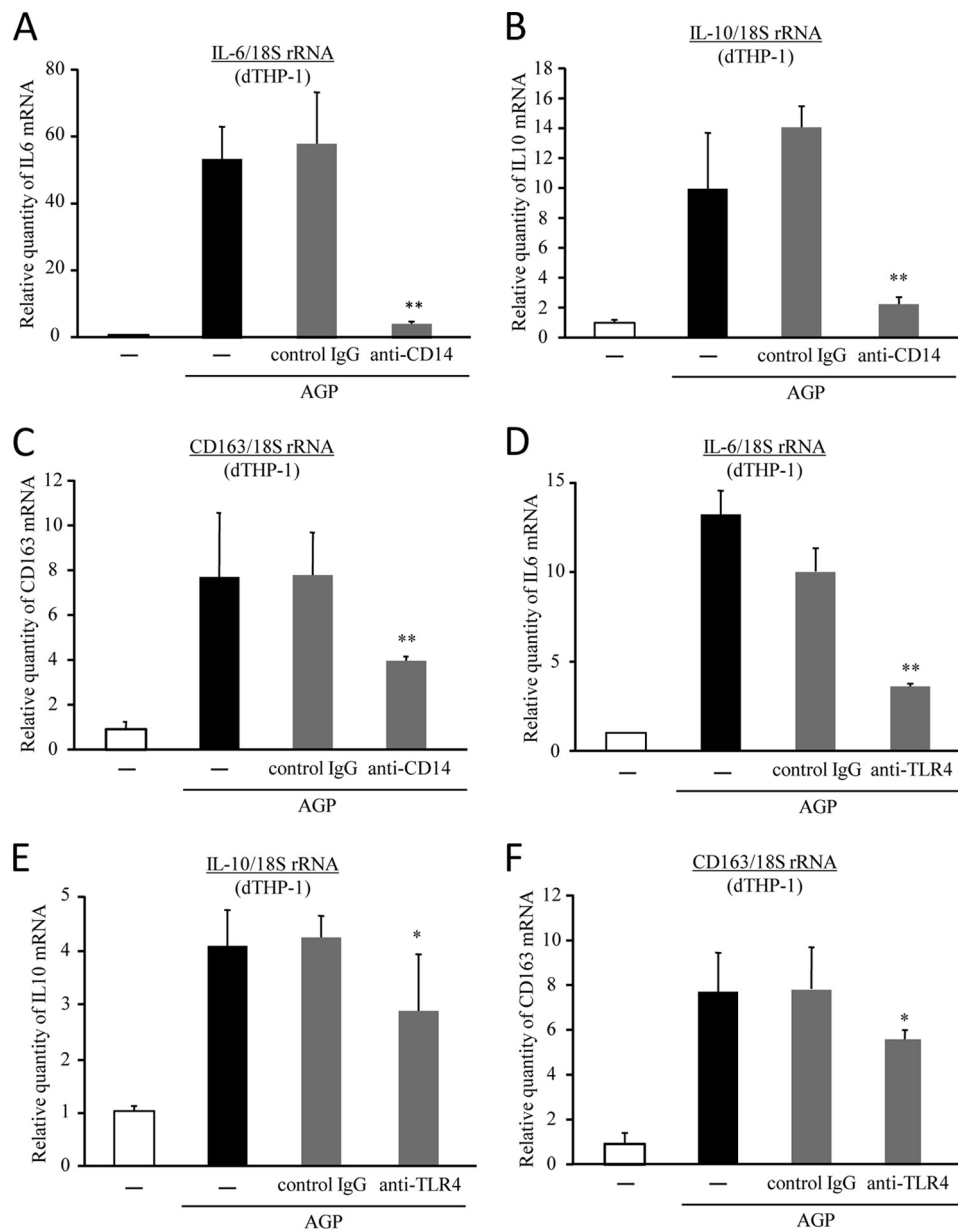 A
IL-6/18S rRNA
(dTHP-1)
Relative quantity of IL6 mRNA
80
60
40
20
0
**
— — control IgG anti-CD14
AGP
B
IL-10/18S rRNA
(dTHP-1)
Relative quantity of IL10 mRNA
18
16
14
12
10
8
6
4
2
0
**
— — control IgG anti-CD14
AGP
C
CD163/18S rRNA
(dTHP-1)
Relative quantity of CD163 mRNA
12
10
8
6
4
2
0
**
— — control IgG anti-CD14
AGP
D
IL-6/18S rRNA
(dTHP-1)
Relative quantity of IL6 mRNA
15
10
5
0
**
— — control IgG anti-TLR4
AGP
E
IL-10/18S rRNA
(dTHP-1)
Relative quantity of IL10 mRNA
5
4
3
2
1
0
*
— — control IgG anti-TLR4
AGP
F
CD163/18S rRNA
(dTHP-1)
Relative quantity of CD163 mRNA
12
10
8
6
4
2
0
*
— — control IgG anti-TLR4
AGP